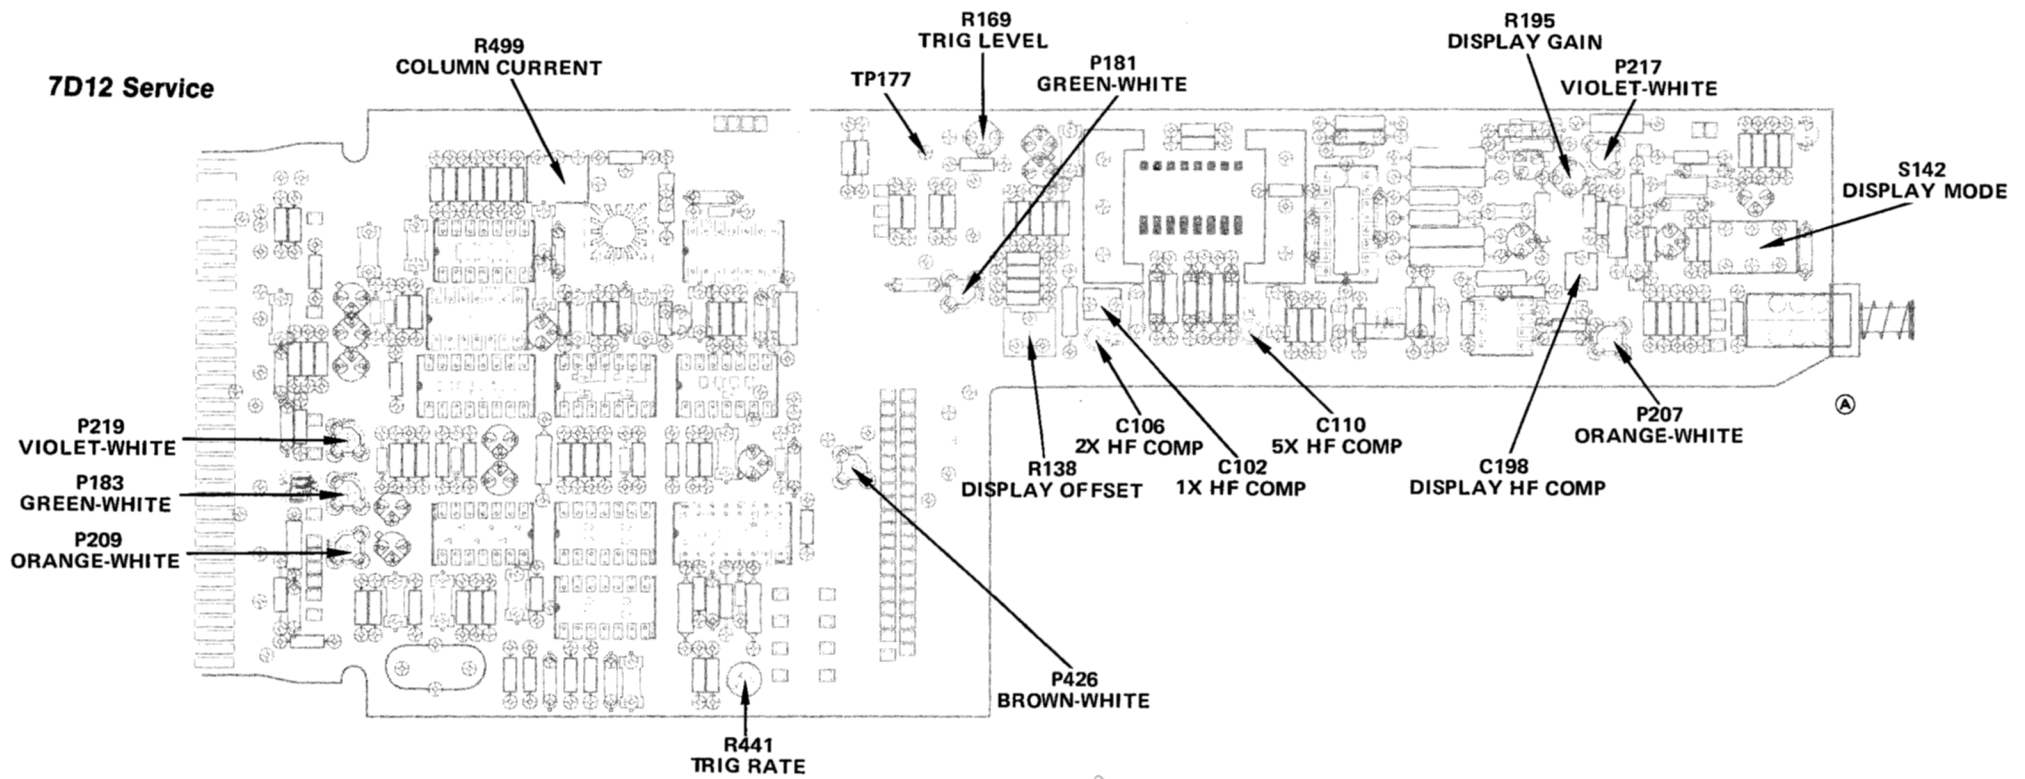 7D12 Service
R499
COLUMN CURRENT
TP177
R169
TRIG LEVEL
P181
GREEN-WHITE
R195
DISPLAY GAIN
P217
VIOLET-WHITE
S142
DISPLAY MODE
P219
VIOLET-WHITE
P183
GREEN-WHITE
P209
ORANGE-WHITE
R441
TRIG RATE
P426
BROWN-WHITE
R138
DISPLAY OFFSET
C106
2X HF COMP
C102
1X HF COMP
C110
5X HF COMP
C198
DISPLAY HF COMP
P207
ORANGE-WHITE
A